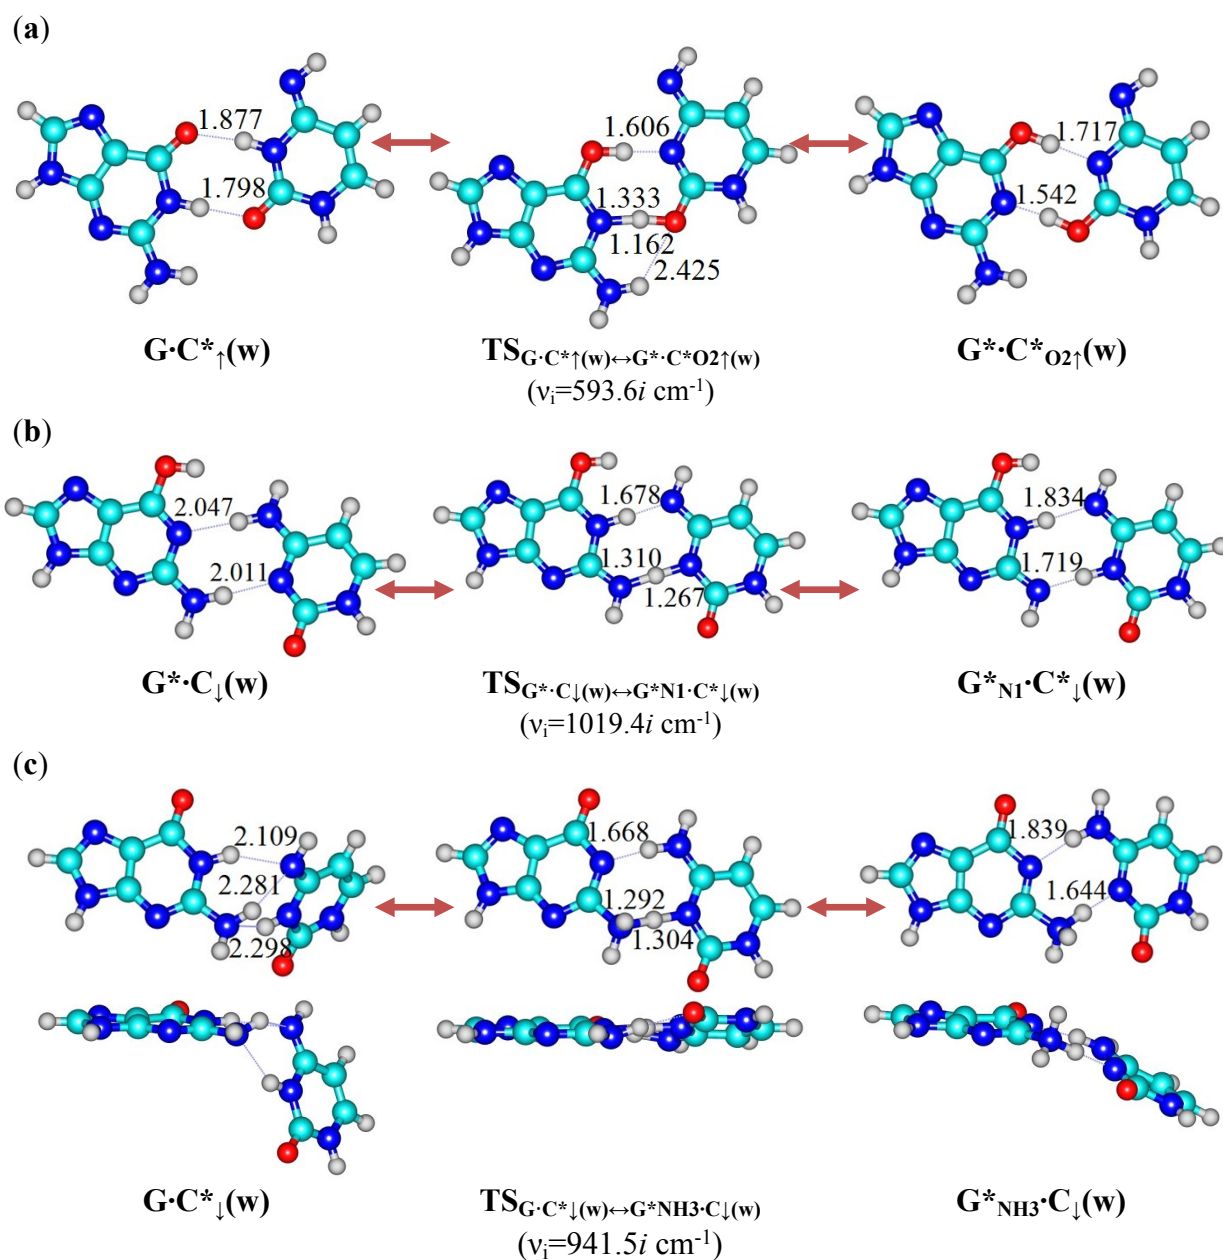 (a)
1.877
1.798
1.606
1.333
1.162
2.425
1.717
1.542
G·C*↑(w)
TSG·C*↑(w)↔G*·C*O2↑(w)
(νi=593.6i cm-1)
G*·C*O2↑(w)
(b)
2.047
2.011
1.678
1.310
1.267
1.834
1.719
G*·C↓(w)
TSG*·C↓(w)↔G*N1·C*↓(w)
(νi=1019.4i cm-1)
G*N1·C*↓(w)
(c)
2.109
2.281
2.298
1.668
1.292
1.304
1.839
1.644
G·C*↓(w)
TSG·C*↓(w)↔G*NH3·C↓(w)
(νi=941.5i cm-1)
G*NH3·C↓(w)